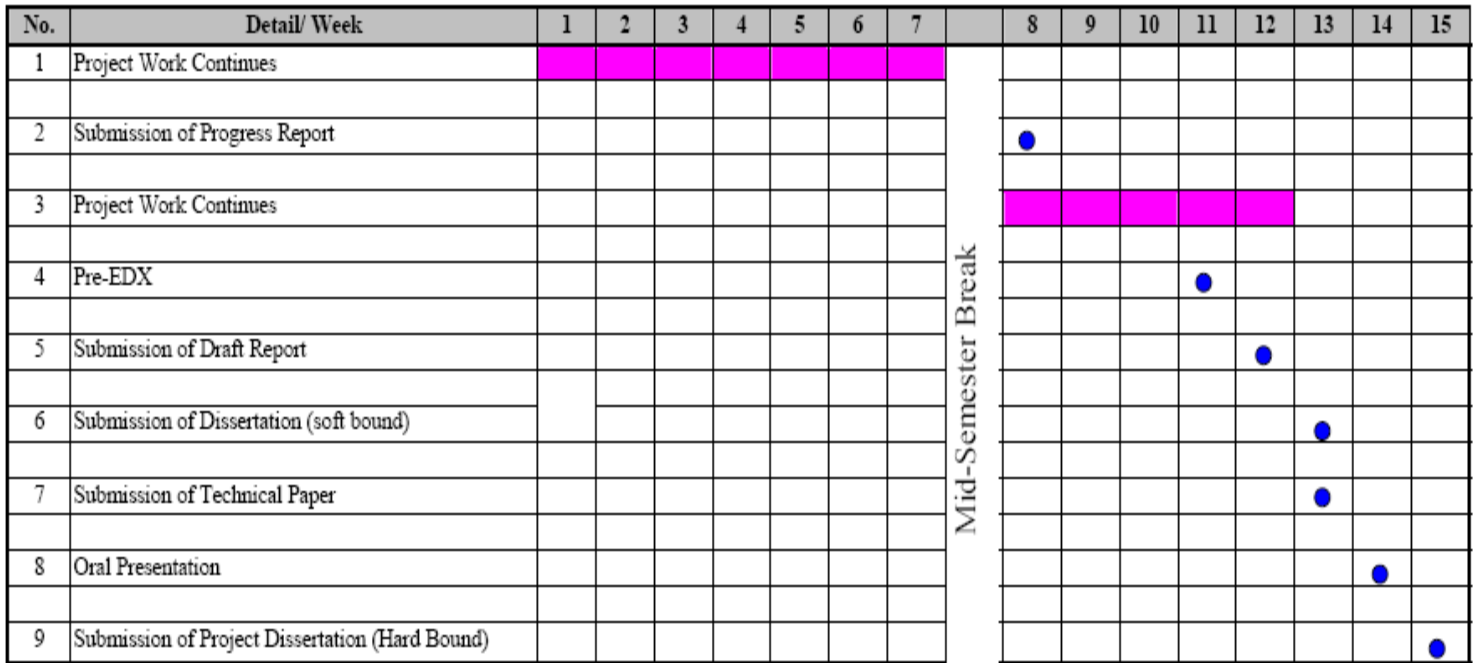 No. Detail/ Week 1 2 3 4 5 6 7 8 9 10 11 12 13 14 15
1 Project Work Continues
2 Submission of Progress Report
3 Project Work Continues
4 Pre-EDX
5 Submission of Draft Report
6 Submission of Dissertation (soft bound)
7 Submission of Technical Paper
8 Oral Presentation
9 Submission of Project Dissertation (Hard Bound)
Mid-Semester Break